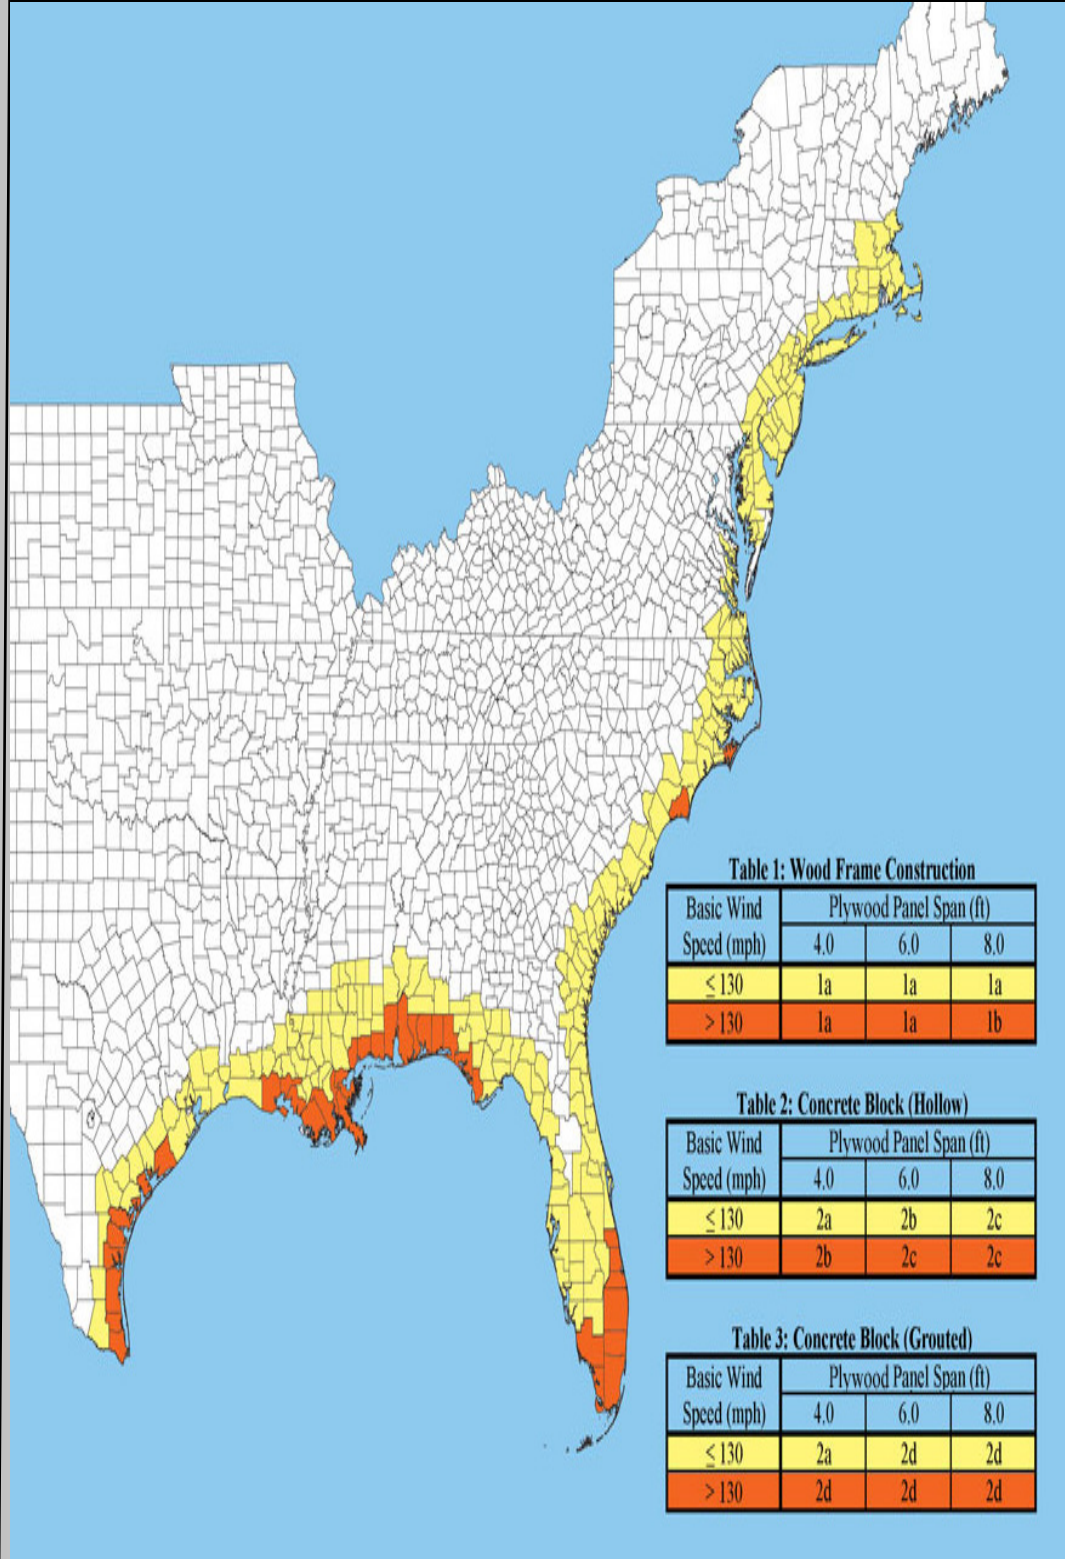 Table 1: Wood Frame Construction
Basic Wind Plywood Panel Span (ft)
Speed (mph) 4.0 6.0 8.0
≤ 130 1a 1a 1a
> 130 1a 1a 1b
Table 2: Concrete Block (Hollow)
Basic Wind Plywood Panel Span (ft)
Speed (mph) 4.0 6.0 8.0
≤ 130 2a 2b 2c
> 130 2b 2c 2c
Table 3: Concrete Block (Grouted)
Basic Wind Plywood Panel Span (ft)
Speed (mph) 4.0 6.0 8.0
≤ 130 2a 2d 2d
> 130 2d 2d 2d